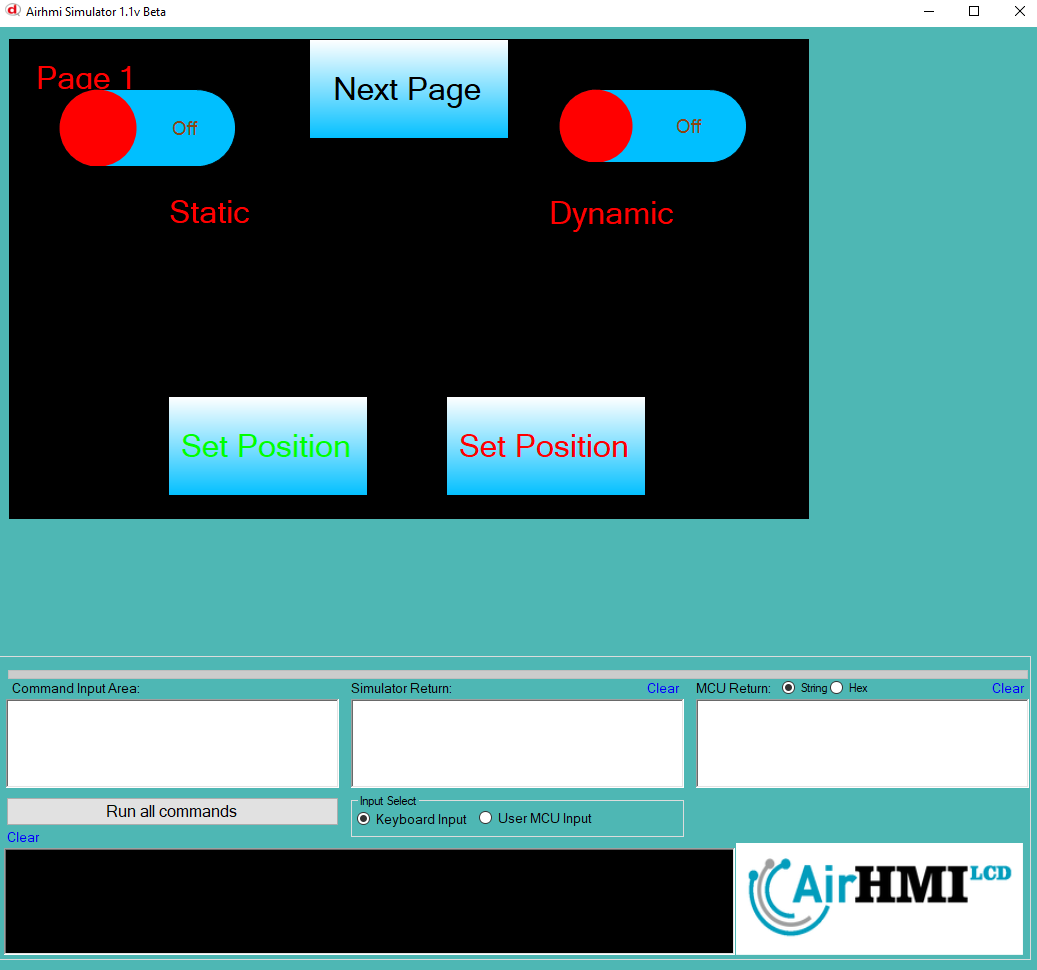 Airhmi Simulator 1.1v Beta
Page 1
Next Page
Off
Off
Static
Dynamic
Set Position
Set Position
Command Input Area:
Simulator Return:
Clear
MCU Return:
String
Hex
Clear
Run all commands
Input Select
Keyboard Input
User MCU Input
Clear
AirHMI LCD